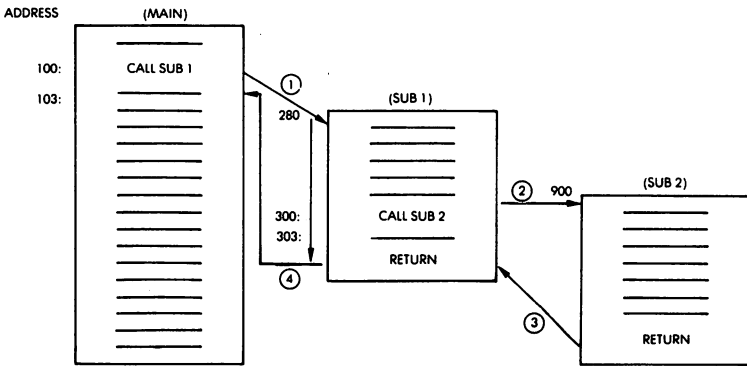 ADDRESS
(MAIN)
100:
CALL SUB 1
103:
1
280
(SUB 1)
300:
CALL SUB 2
303:
RETURN
4
2
900
(SUB 2)
3
RETURN